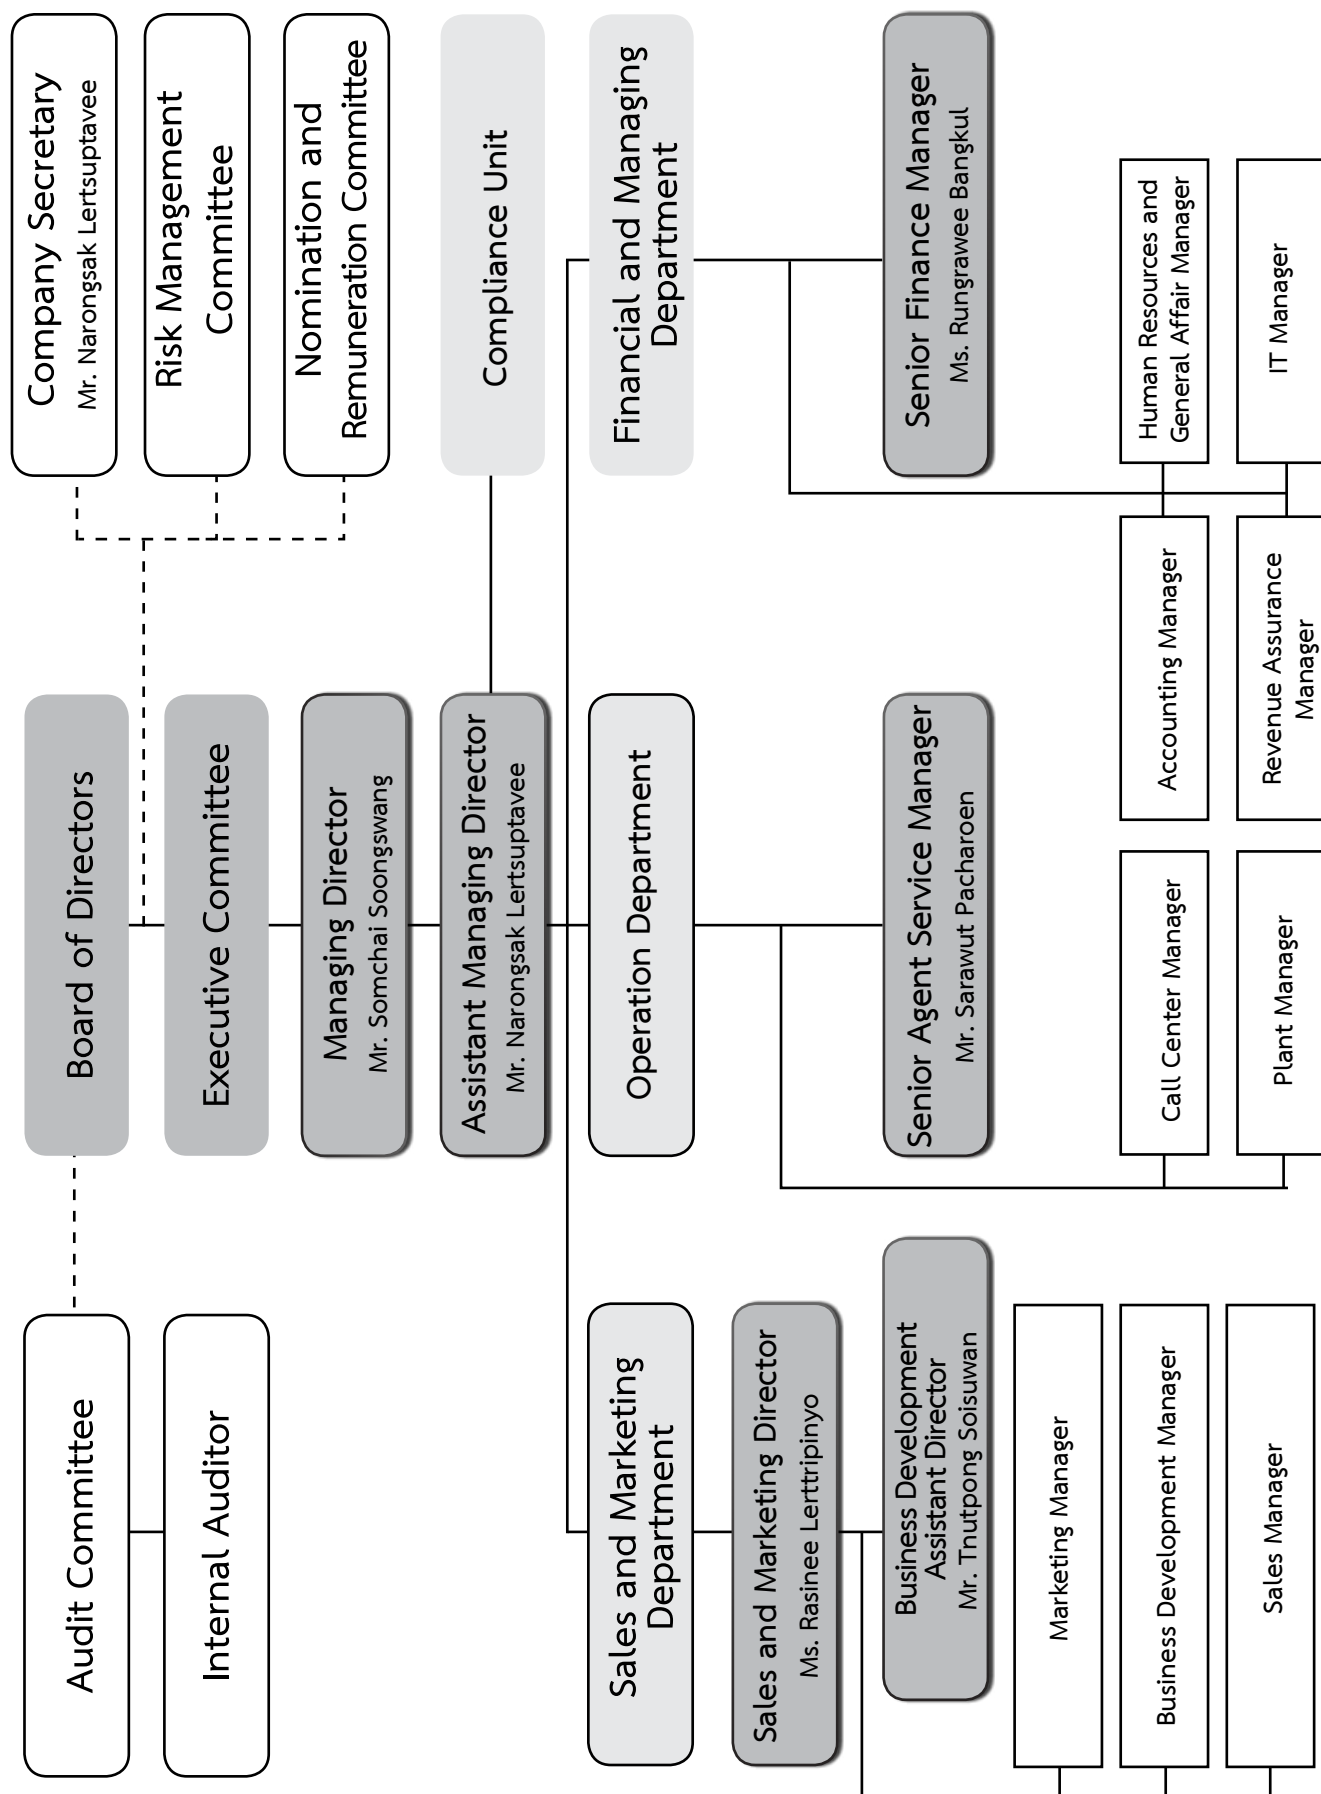 Audit Committee
Internal Auditor
Board of Directors
Executive Committee
Managing Director
Mr. Somchai Soongswang
Assistant Managing Director
Mr. Narongsak Lertsuptavee
Company Secretary
Mr. Narongsak Lertsuptavee
Risk Management
Committee
Nomination and
Remuneration Committee
Compliance Unit
Sales and Marketing
Department
Operation Department
Financial and Managing
Department
Sales and Marketing Director
Ms. Rasinee Lerttripinyo
Business Development
Assistant Director
Mr. Tnutpong Soisuwan
Senior Agent Service Manager
Mr. Sarawut Pacharoen
Senior Finance Manager
Ms. Rungrawee Bangkul
Marketing Manager
Business Development Manager
Sales Manager
Call Center Manager
Plant Manager
Accounting Manager
Revenue Assurance
Manager
Human Resources and
General Affair Manager
IT Manager